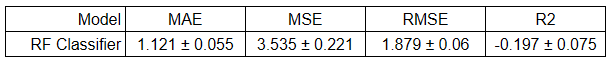 Model MAE MSE RMSE R2
RF Classifier 1.121 ± 0.055 3.535 ± 0.221 1.879 ± 0.06 -0.197 ± 0.075